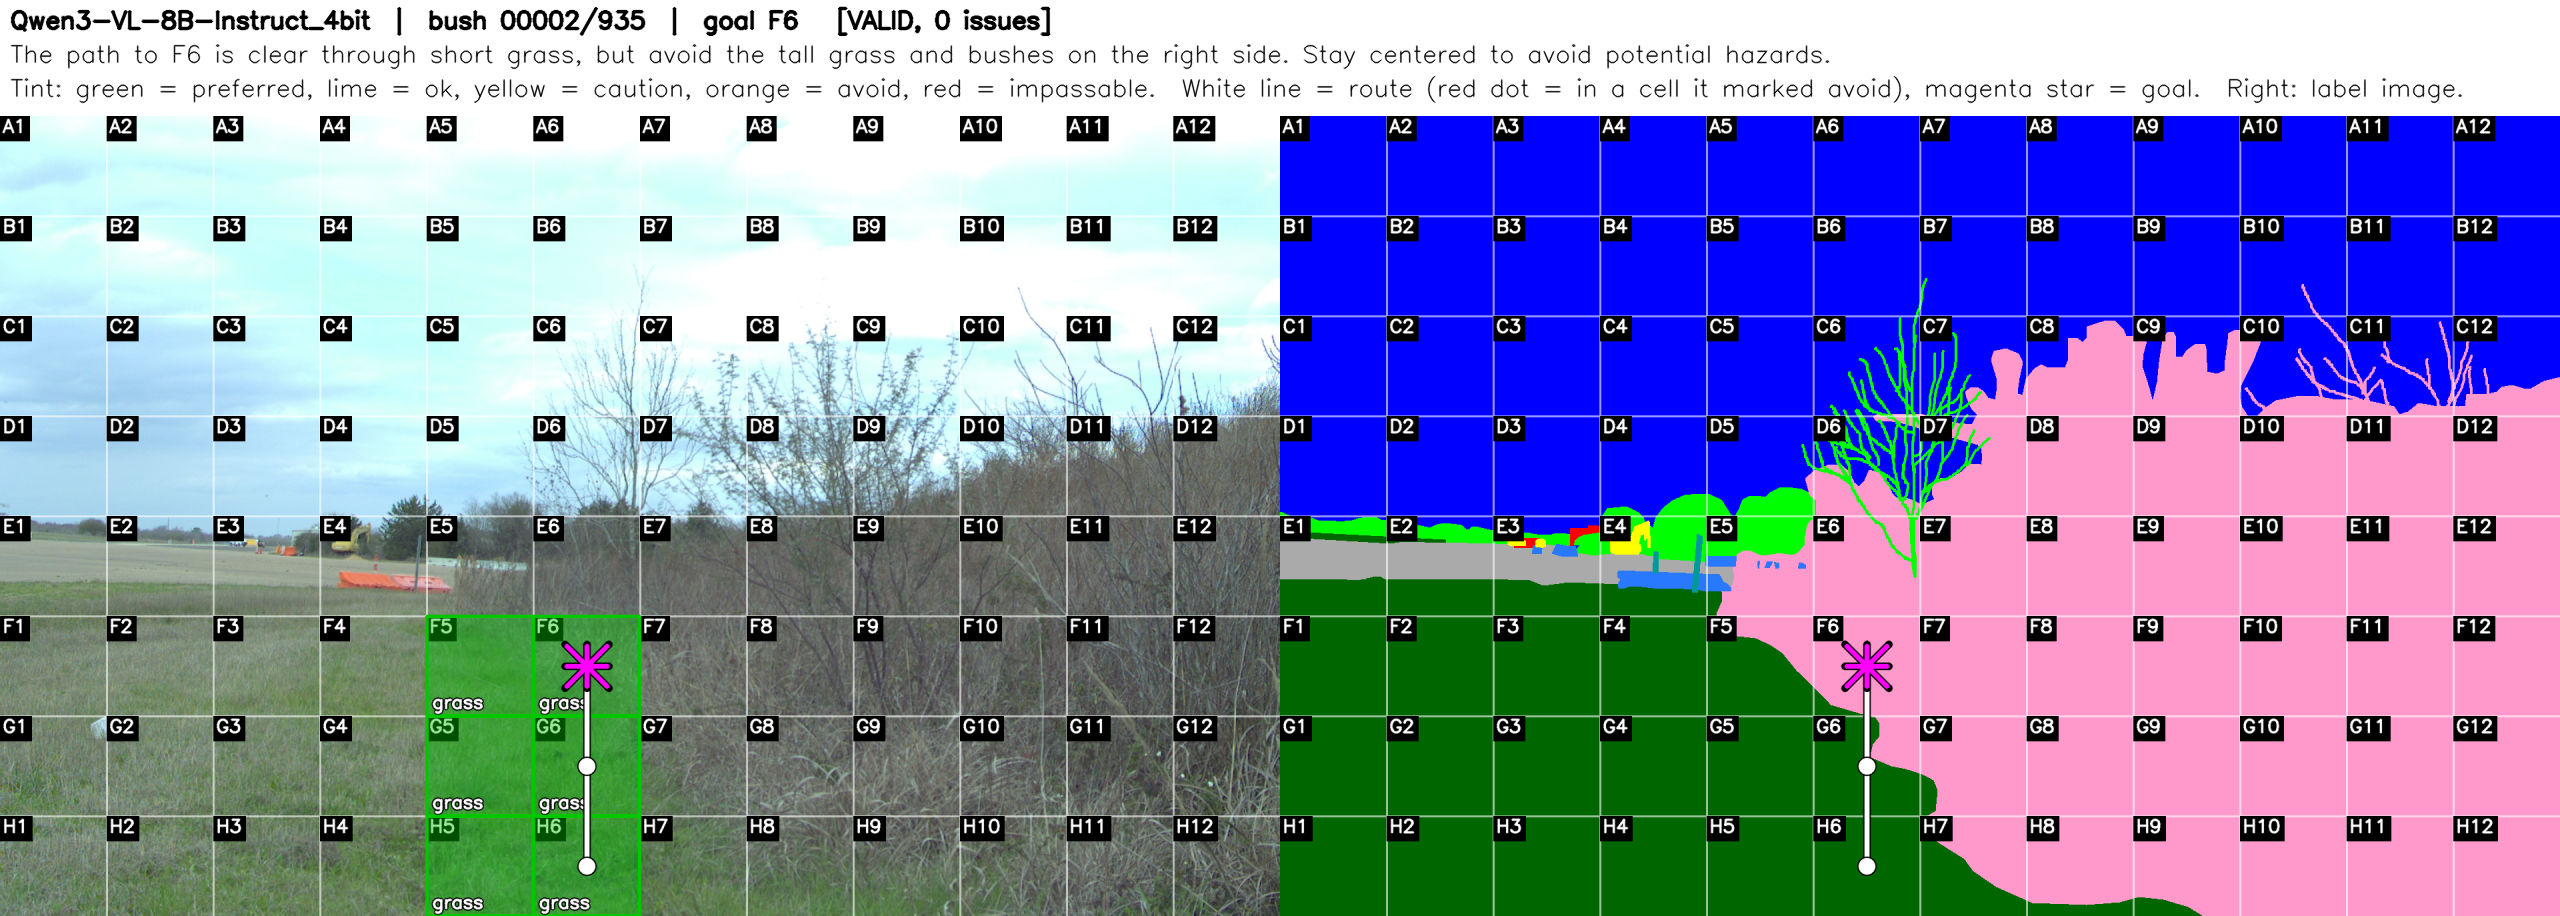 Qwen3-VL-8B-Instruct_4bit | bush 00002/935 | goal F6 [VALID, 0 issues]
The path to F6 is clear through short grass, but avoid the tall grass and bushes on the right side. Stay centered to avoid potential hazards.
Tint: green = preferred, lime = ok, yellow = caution, orange = avoid, red = impassable. White line = route (red dot = in a cell it marked avoid), magenta star = goal. Right: label image.
A1 A2 A3 A4 A5 A6 A7 A8 A9 A10 A11 A12 A1 A2 A3 A4 A5 A6 A7 A8 A9 A10 A11 A12
B1 B2 B3 B4 B5 B6 B7 B8 B9 B10 B11 B12 B1 B2 B3 B4 B5 B6 B7 B8 B9 B10 B11 B12
C1 C2 C3 C4 C5 C6 C7 C8 C9 C10 C11 C12 C1 C2 C3 C4 C5 C6 C7 C8 C9 C10 C11 C12
D1 D2 D3 D4 D5 D6 D7 D8 D9 D10 D11 D12 D1 D2 D3 D4 D5 D6 D7 D8 D9 D10 D11 D12
E1 E2 E3 E4 E5 E6 E7 E8 E9 E10 E11 E12 E1 E2 E3 E4 E5 E6 E7 E8 E9 E10 E11 E12
F1 F2 F3 F4 F5 F6 F7 F8 F9 F10 F11 F12 F1 F2 F3 F4 F5 F6 F7 F8 F9 F10 F11 F12
grass grass
G1 G2 G3 G4 G5 G6 G7 G8 G9 G10 G11 G12 G1 G2 G3 G4 G5 G6 G7 G8 G9 G10 G11 G12
grass grass
H1 H2 H3 H4 H5 H6 H7 H8 H9 H10 H11 H12 H1 H2 H3 H4 H5 H6 H7 H8 H9 H10 H11 H12
grass grass